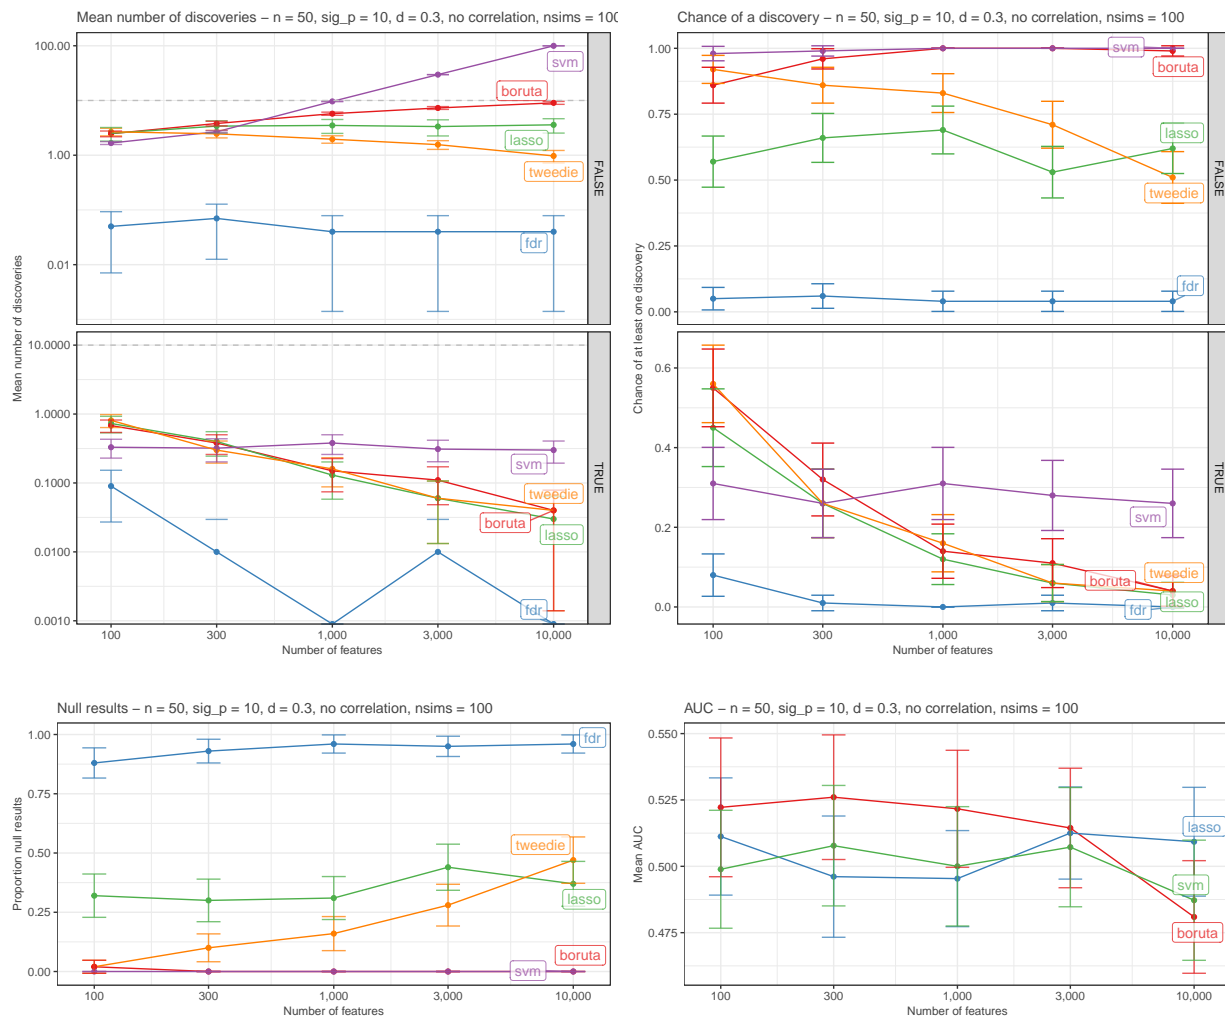 Mean number of discoveries − n = 50, sig_p = 10, d = 0.3, no correlation, nsims = 100
Mean number of discoveries
100.00
1.00
0.01
svm
boruta
lasso
tweedie
fdr
FALSE
10.0000
1.0000
0.1000
0.0100
0.0010
svm
tweedie
boruta
lasso
fdr
TRUE
100
300
1,000
3,000
10,000
Number of features
Chance of a discovery − n = 50, sig_p = 10, d = 0.3, no correlation, nsims = 100
Chance of at least one discovery
1.00
0.75
0.50
0.25
0.00
svm
boruta
lasso
tweedie
fdr
FALSE
0.6
0.4
0.2
0.0
svm
tweedie
boruta
lasso
fdr
TRUE
100
300
1,000
3,000
10,000
Number of features
Null results − n = 50, sig_p = 10, d = 0.3, no correlation, nsims = 100
Proportion null results
1.00
0.75
0.50
0.25
0.00
fdr
tweedie
lasso
boruta
svm
100
300
1,000
3,000
10,000
Number of features
AUC − n = 50, sig_p = 10, d = 0.3, no correlation, nsims = 100
Mean AUC
0.550
0.525
0.500
0.475
lasso
svm
boruta
100
300
1,000
3,000
10,000
Number of features